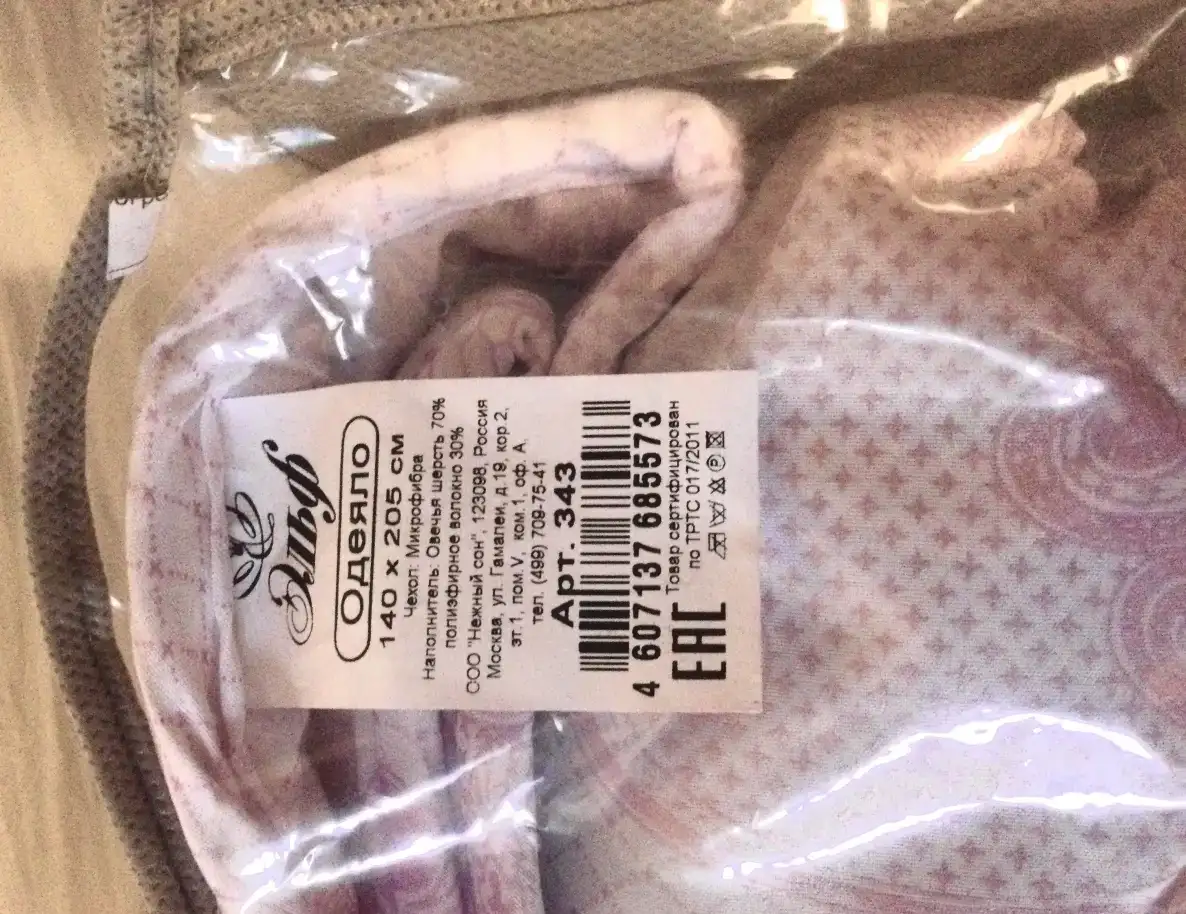 Эльф
Одеяло
140 х 205 см
Чехол: Микрофибра
Наполнитель: Овечья шерсть 70%
полиэфирное волокно 30%
ООО "Нежный сон", 123098, Россия
Москва, ул. Гамалеи, д.19, кор.2,
эт.1, пом.V, ком.1, оф. А,
тел. (499) 709-75-41
Арт. 343
4 607137 685573
EAC
Товар сертифицирован
по ТРТС 017/2011